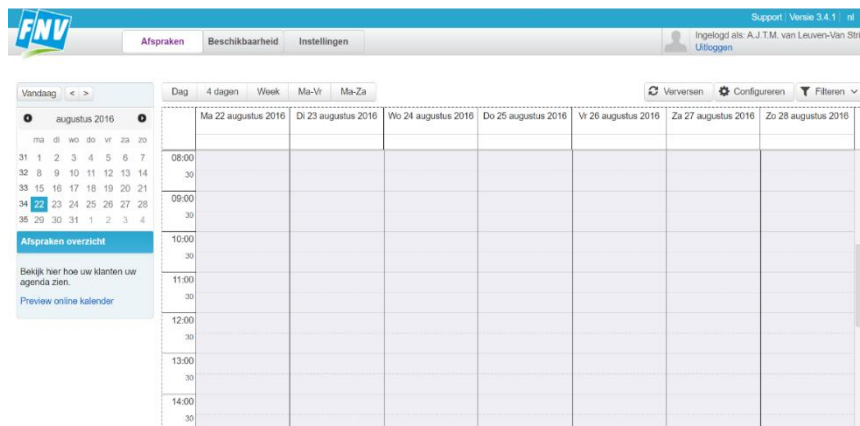 FNV
Support | Versie 3.4.1 | nl
Afspraken Beschikbaarheid Instellingen
Ingelogd als: A.J.T.M. van Leuven-Van Stri
Uitloggen
Vandaag < >
Dag 4 dagen Week Ma-Vr Ma-Za
Verversen Configureren Filteren
augustus 2016
ma di wo do vr za zo
31 1 2 3 4 5 6 7
32 8 9 10 11 12 13 14
33 15 16 17 18 19 20 21
34 22 23 24 25 26 27 28
35 29 30 31 1 2 3 4
Afspraken overzicht
Bekijk hier hoe uw klanten uw
agenda zien.
Preview online kalender
Ma 22 augustus 2016 Di 23 augustus 2016 Wo 24 augustus 2016 Do 25 augustus 2016 Vr 26 augustus 2016 Za 27 augustus 2016 Zo 28 augustus 2016
08:00
30
09:00
30
10:00
30
11:00
30
12:00
30
13:00
30
14:00
30